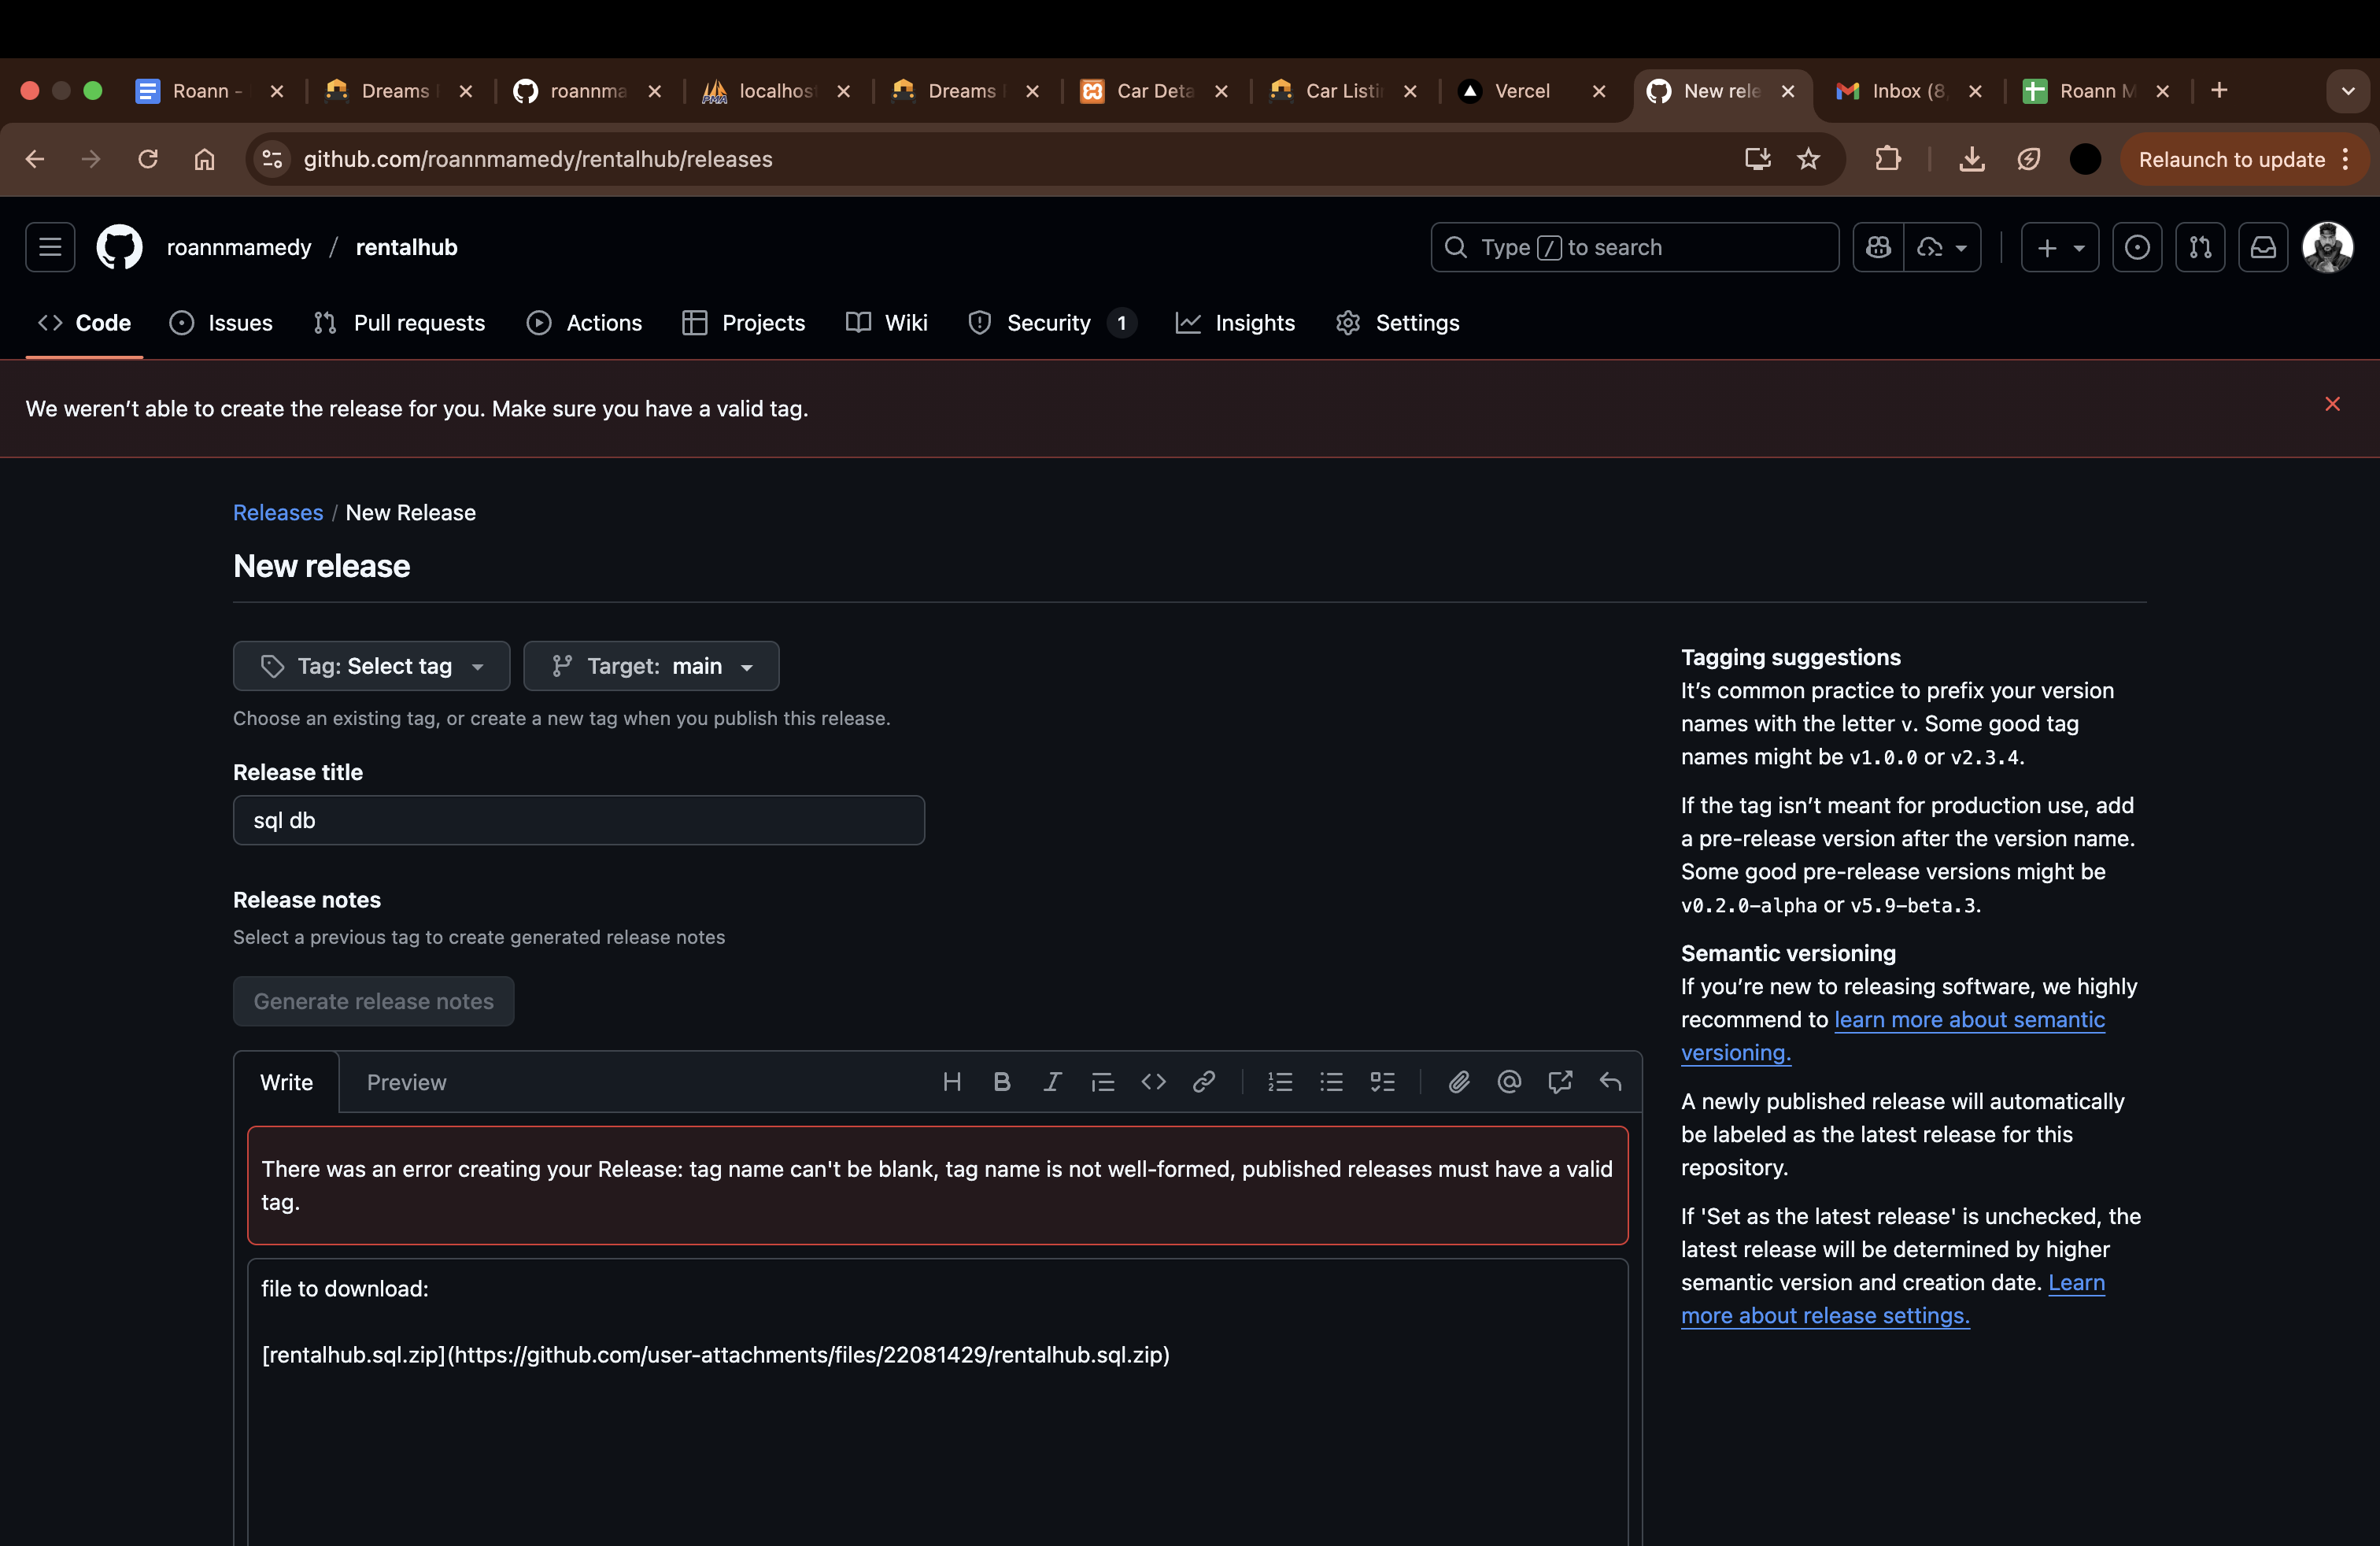 Roann -
Dreams
roannma
localhos
Dreams
Car Deta
Car Listi
Vercel
New rele
Inbox (8,
Roann M
github.com/roannmamedy/rentalhub/releases
Relaunch to update
roannmamedy / rentalhub
Type / to search
Code
Issues
Pull requests
Actions
Projects
Wiki
Security 1
Insights
Settings
We weren’t able to create the release for you. Make sure you have a valid tag.
Releases / New Release
New release
Tag: Select tag
Target: main
Choose an existing tag, or create a new tag when you publish this release.
Release title
sql db
Release notes
Select a previous tag to create generated release notes
Generate release notes
Write
Preview
There was an error creating your Release: tag name can't be blank, tag name is not well-formed, published releases must have a valid
tag.
file to download:
[rentalhub.sql.zip](https://github.com/user-attachments/files/22081429/rentalhub.sql.zip)
Tagging suggestions
It’s common practice to prefix your version
names with the letter v. Some good tag
names might be v1.0.0 or v2.3.4.
If the tag isn’t meant for production use, add
a pre-release version after the version name.
Some good pre-release versions might be
v0.2.0-alpha or v5.9-beta.3.
Semantic versioning
If you’re new to releasing software, we highly
recommend to learn more about semantic
versioning.
A newly published release will automatically
be labeled as the latest release for this
repository.
If 'Set as the latest release' is unchecked, the
latest release will be determined by higher
semantic version and creation date. Learn
more about release settings.